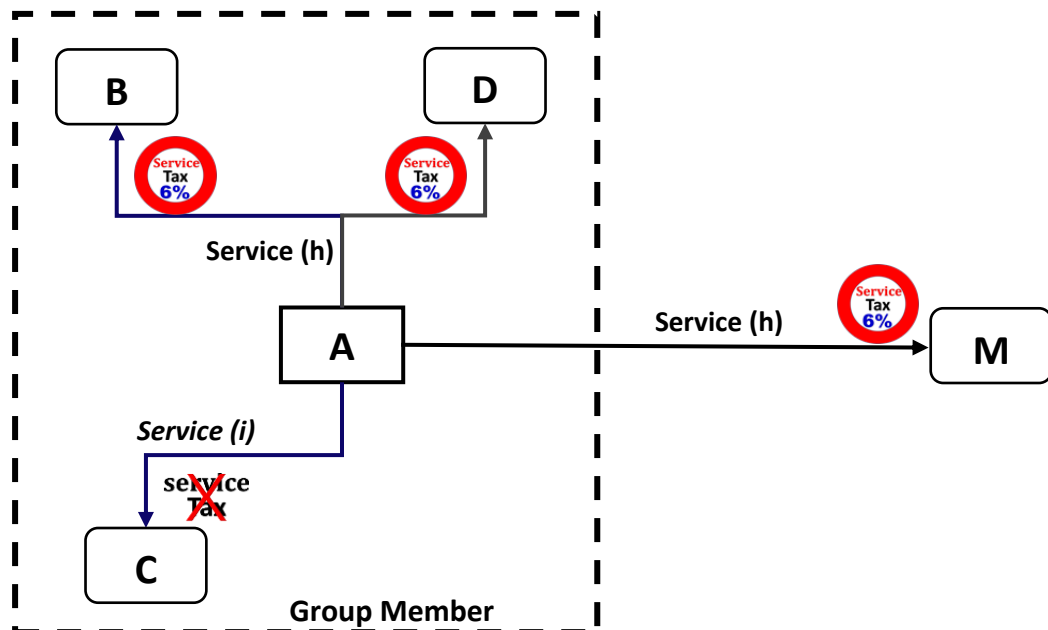 B
D
Service
Tax
6%
Service
Tax
6%
Service (h)
A
Service (h)
Service
Tax
6%
M
Service (i)
service
Tax
C
Group Member